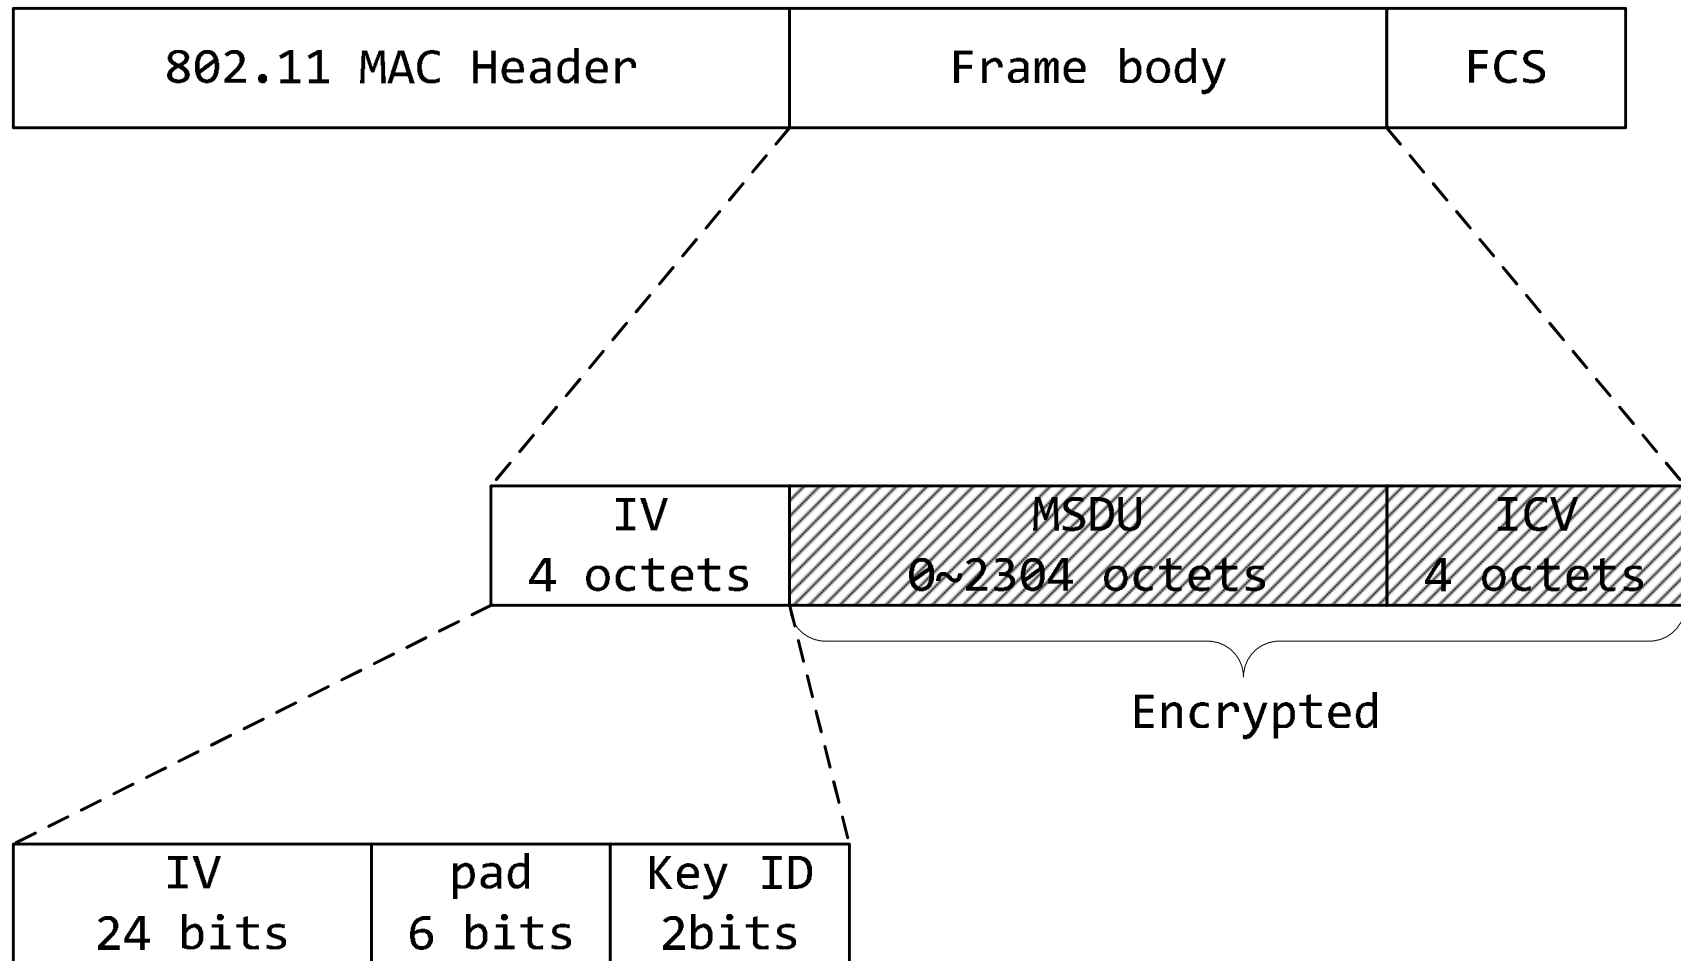 802.11 MAC Header Frame body FCS
IV MSDU ICV
4 octets 0~2304 octets 4 octets
Encrypted
IV pad Key ID
24 bits 6 bits 2bits